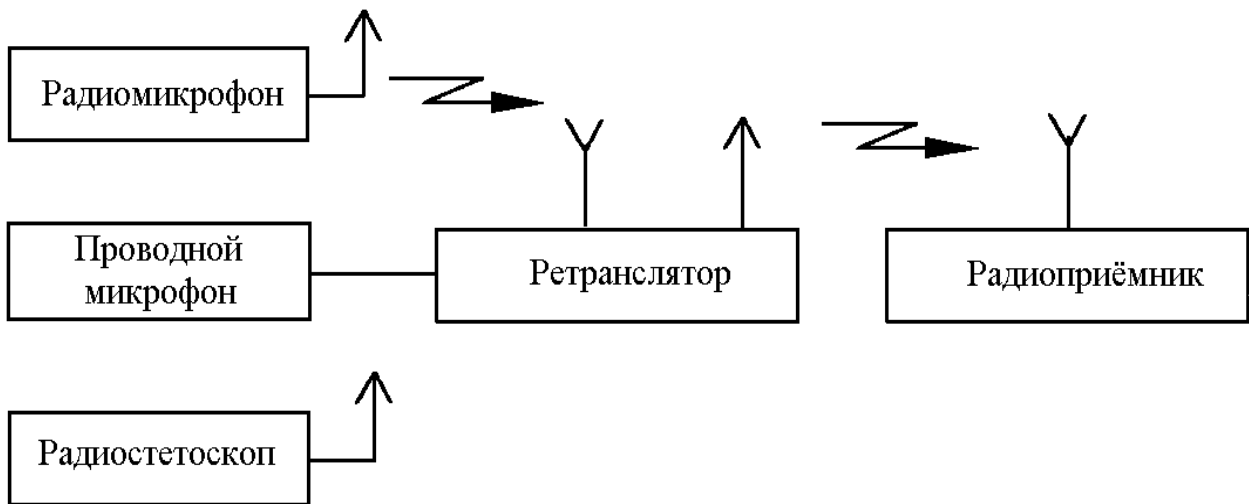 Радиомикрофон
Проводной
микрофон
Ретранслятор
Радиоприёмник
Радиостетоскоп